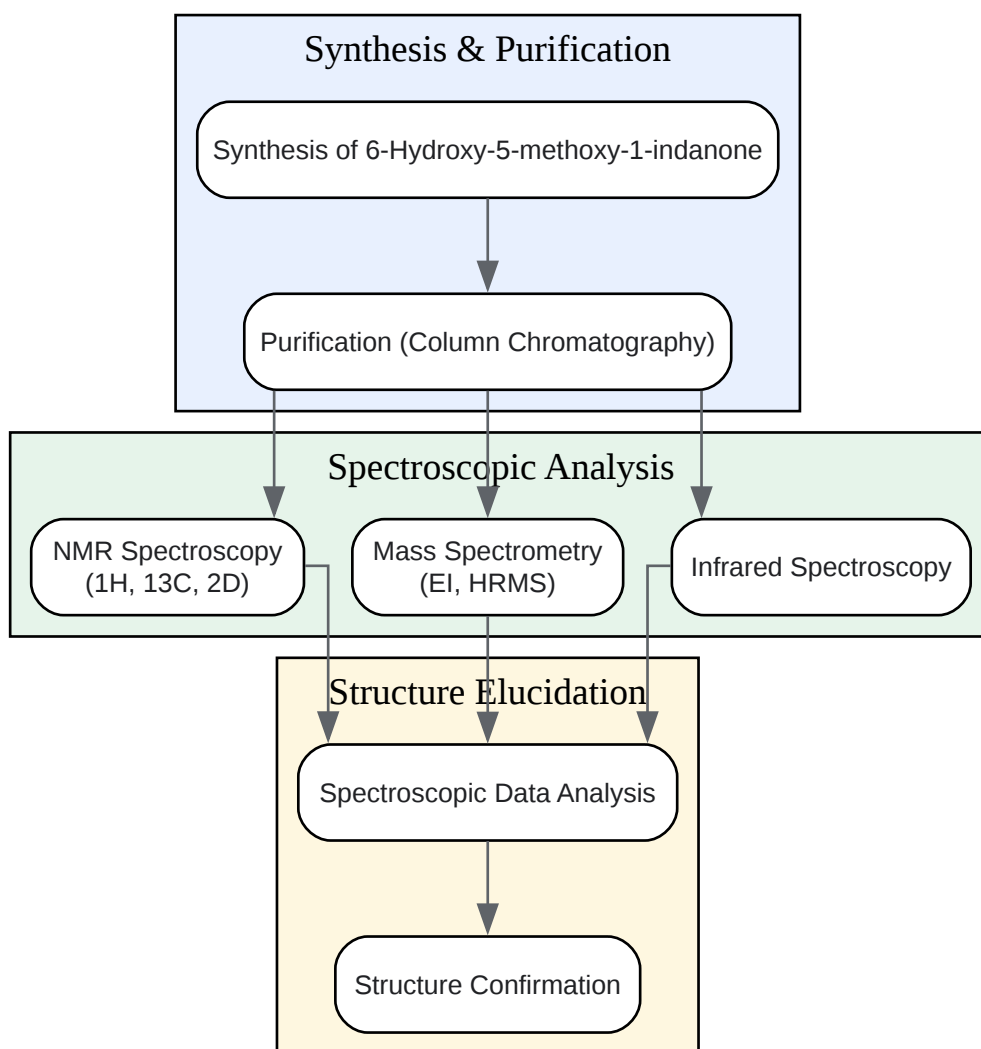 Synthesis & Purification
Synthesis of 6-Hydroxy-5-methoxy-1-indanone
Purification (Column Chromatography)
Spectroscopic Analysis
NMR Spectroscopy
(1H, 13C, 2D)
Mass Spectrometry
(EI, HRMS)
Infrared Spectroscopy
Structure Elucidation
Spectroscopic Data Analysis
Structure Confirmation